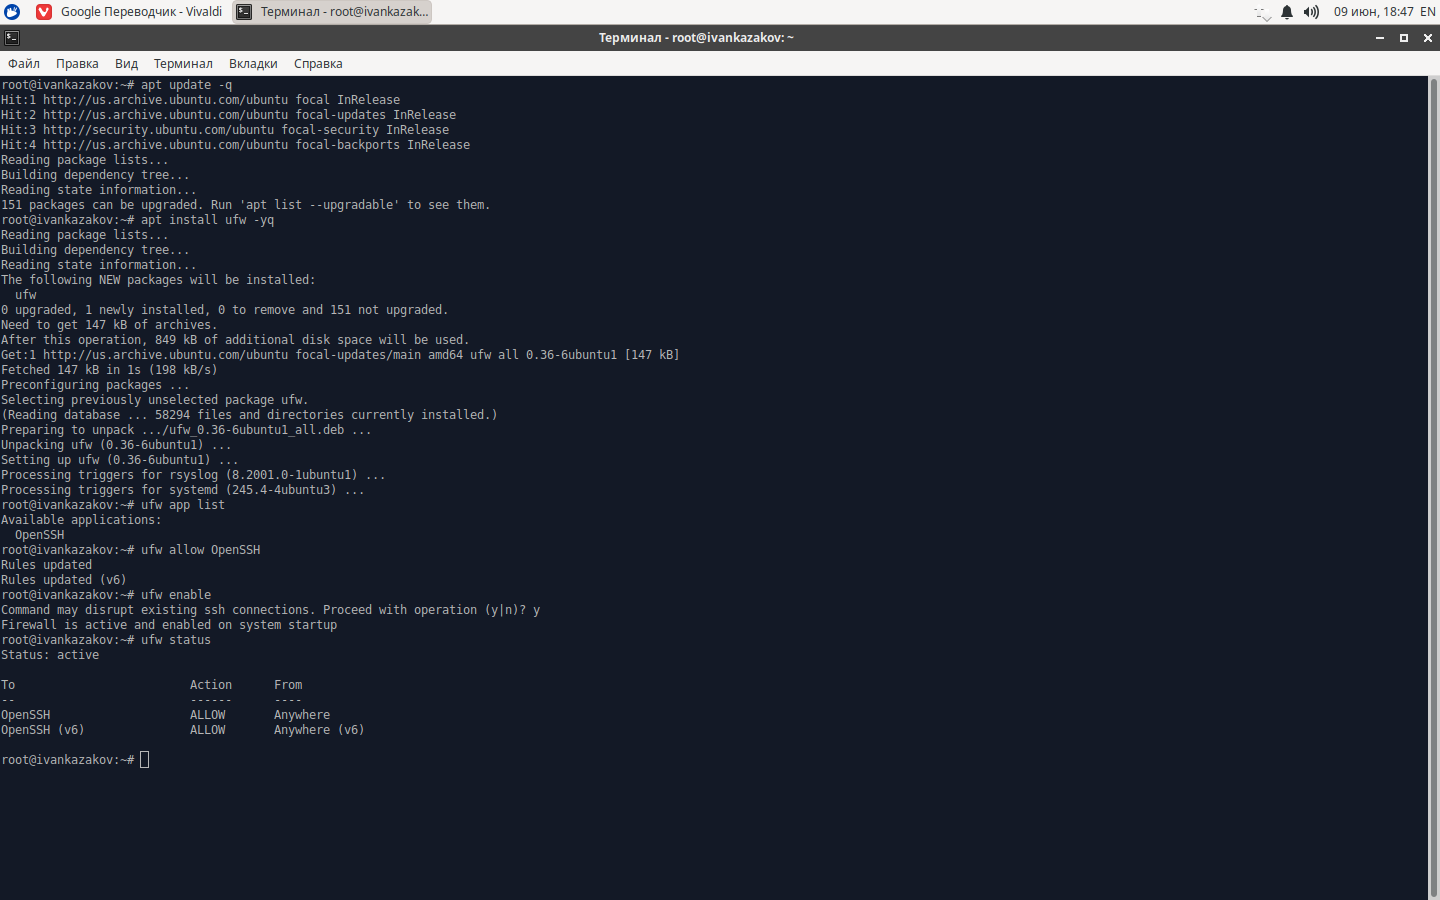 Google Переводчик - Vivaldi
Терминал - root@ivankazak...
09 июн, 18:47 EN
Терминал - root@ivankazakov: ~
Файл Правка Вид Терминал Вкладки Справка
root@ivankazakov:~# apt update -q
Hit:1 http://us.archive.ubuntu.com/ubuntu focal InRelease
Hit:2 http://us.archive.ubuntu.com/ubuntu focal-updates InRelease
Hit:3 http://security.ubuntu.com/ubuntu focal-security InRelease
Hit:4 http://us.archive.ubuntu.com/ubuntu focal-backports InRelease
Reading package lists...
Building dependency tree...
Reading state information...
151 packages can be upgraded. Run 'apt list --upgradable' to see them.
root@ivankazakov:~# apt install ufw -yq
Reading package lists...
Building dependency tree...
Reading state information...
The following NEW packages will be installed:
  ufw
0 upgraded, 1 newly installed, 0 to remove and 151 not upgraded.
Need to get 147 kB of archives.
After this operation, 849 kB of additional disk space will be used.
Get:1 http://us.archive.ubuntu.com/ubuntu focal-updates/main amd64 ufw all 0.36-6ubuntu1 [147 kB]
Fetched 147 kB in 1s (198 kB/s)
Preconfiguring packages ...
Selecting previously unselected package ufw.
(Reading database ... 58294 files and directories currently installed.)
Preparing to unpack .../ufw_0.36-6ubuntu1_all.deb ...
Unpacking ufw (0.36-6ubuntu1) ...
Setting up ufw (0.36-6ubuntu1) ...
Processing triggers for rsyslog (8.2001.0-1ubuntu1) ...
Processing triggers for systemd (245.4-4ubuntu3) ...
root@ivankazakov:~# ufw app list
Available applications:
  OpenSSH
root@ivankazakov:~# ufw allow OpenSSH
Rules updated
Rules updated (v6)
root@ivankazakov:~# ufw enable
Command may disrupt existing ssh connections. Proceed with operation (y|n)? y
Firewall is active and enabled on system startup
root@ivankazakov:~# ufw status
Status: active
To                         Action      From
--                         ------      ----
OpenSSH                    ALLOW       Anywhere
OpenSSH (v6)               ALLOW       Anywhere (v6)
root@ivankazakov:~#